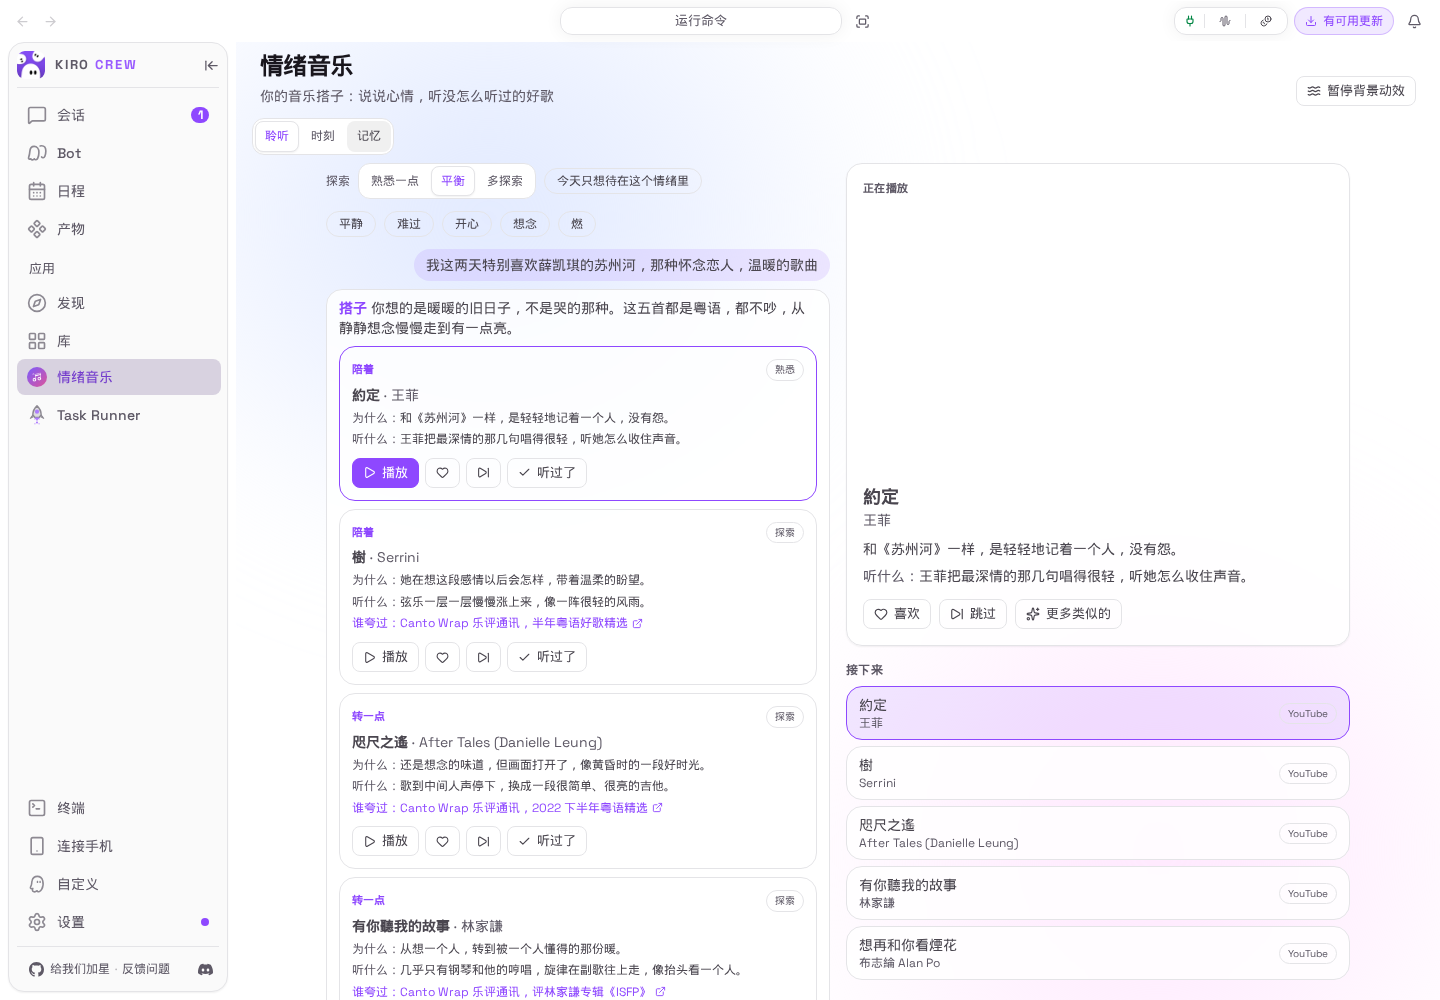 运行命令
有可用更新
KIRO CREW
会话
1
Bot
日程
产物
应用
发现
库
情绪音乐
Task Runner
终端
连接手机
自定义
设置
给我们加星 · 反馈问题
情绪音乐
你的音乐搭子：说说心情，听没怎么听过的好歌
暂停背景动效
聆听 时刻 记忆
探索 熟悉一点 平衡 多探索 今天只想待在这个情绪里
平静 难过 开心 想念 燃
我这两天特别喜欢薛凯琪的苏州河，那种怀念恋人，温暖的歌曲
搭子 你想的是暖暖的旧日子，不是哭的那种。这五首都是粤语，都不吵，从
静静想念慢慢走到有一点亮。
陪着 熟悉
約定 · 王菲
为什么：和《苏州河》一样，是轻轻地记着一个人，没有怨。
听什么：王菲把最深情的那几句唱得很轻，听她怎么收住声音。
播放 听过了
陪着 探索
樹 · Serrini
为什么：她在想这段感情以后会怎样，带着温柔的盼望。
听什么：弦乐一层一层慢慢涨上来，像一阵很轻的风雨。
谁夸过：Canto Wrap 乐评通讯，半年粤语好歌精选
播放 听过了
转一点 探索
咫尺之遙 · After Tales (Danielle Leung)
为什么：还是想念的味道，但画面打开了，像黄昏时的一段好时光。
听什么：歌到中间人声停下，换成一段很简单、很亮的吉他。
谁夸过：Canto Wrap 乐评通讯，2022 下半年粤语精选
播放 听过了
转一点 探索
有你聽我的故事 · 林家謙
为什么：从想一个人，转到被一个人懂得的那份暖。
听什么：几乎只有钢琴和他的哼唱，旋律在副歌往上走，像抬头看一个人。
谁夸过：Canto Wrap 乐评通讯，评林家謙专辑《ISFP》
正在播放
約定
王菲
和《苏州河》一样，是轻轻地记着一个人，没有怨。
听什么：王菲把最深情的那几句唱得很轻，听她怎么收住声音。
喜欢 跳过 更多类似的
接下来
約定
王菲
YouTube
樹
Serrini
YouTube
咫尺之遙
After Tales (Danielle Leung)
YouTube
有你聽我的故事
林家謙
YouTube
想再和你看煙花
布志綸 Alan Po
YouTube